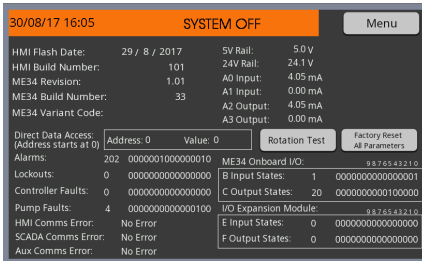 30/08/17 16:05 SYSTEM OFF Menu
HMI Flash Date: 29 / 8 / 2017 5V Rail: 5.0 V
HMI Build Number: 101 24V Rail: 24.1 V
ME34 Revision: 1.01 A0 Input: 4.05 mA
ME34 Build Number: 33 A1 Input: 0.00 mA
ME34 Variant Code: A2 Output: 4.05 mA
A3 Output: 0.00 mA
Direct Data Access: (Address starts at 0) Address: 0 Value: 0 Rotation Test Factory Reset All Parameters
Alarms: 202 0000001000000010 ME34 Onboard I/O: 9 8 7 6 5 4 3 2 1 0
Lockouts: 0 0000000000000000 B Input States: 1 0000000000000001
Controller Faults: 0 0000000000000000 C Output States: 20 0000000000100000
Pump Faults: 4 0000000000000100 I/O Expansion Module: 9 8 7 6 5 4 3 2 1 0
HMI Comms Error: No Error E Input States: 0 0000000000000000
SCADA Comms Error: No Error F Output States: 0 0000000000000000
Aux Comms Error: No Error